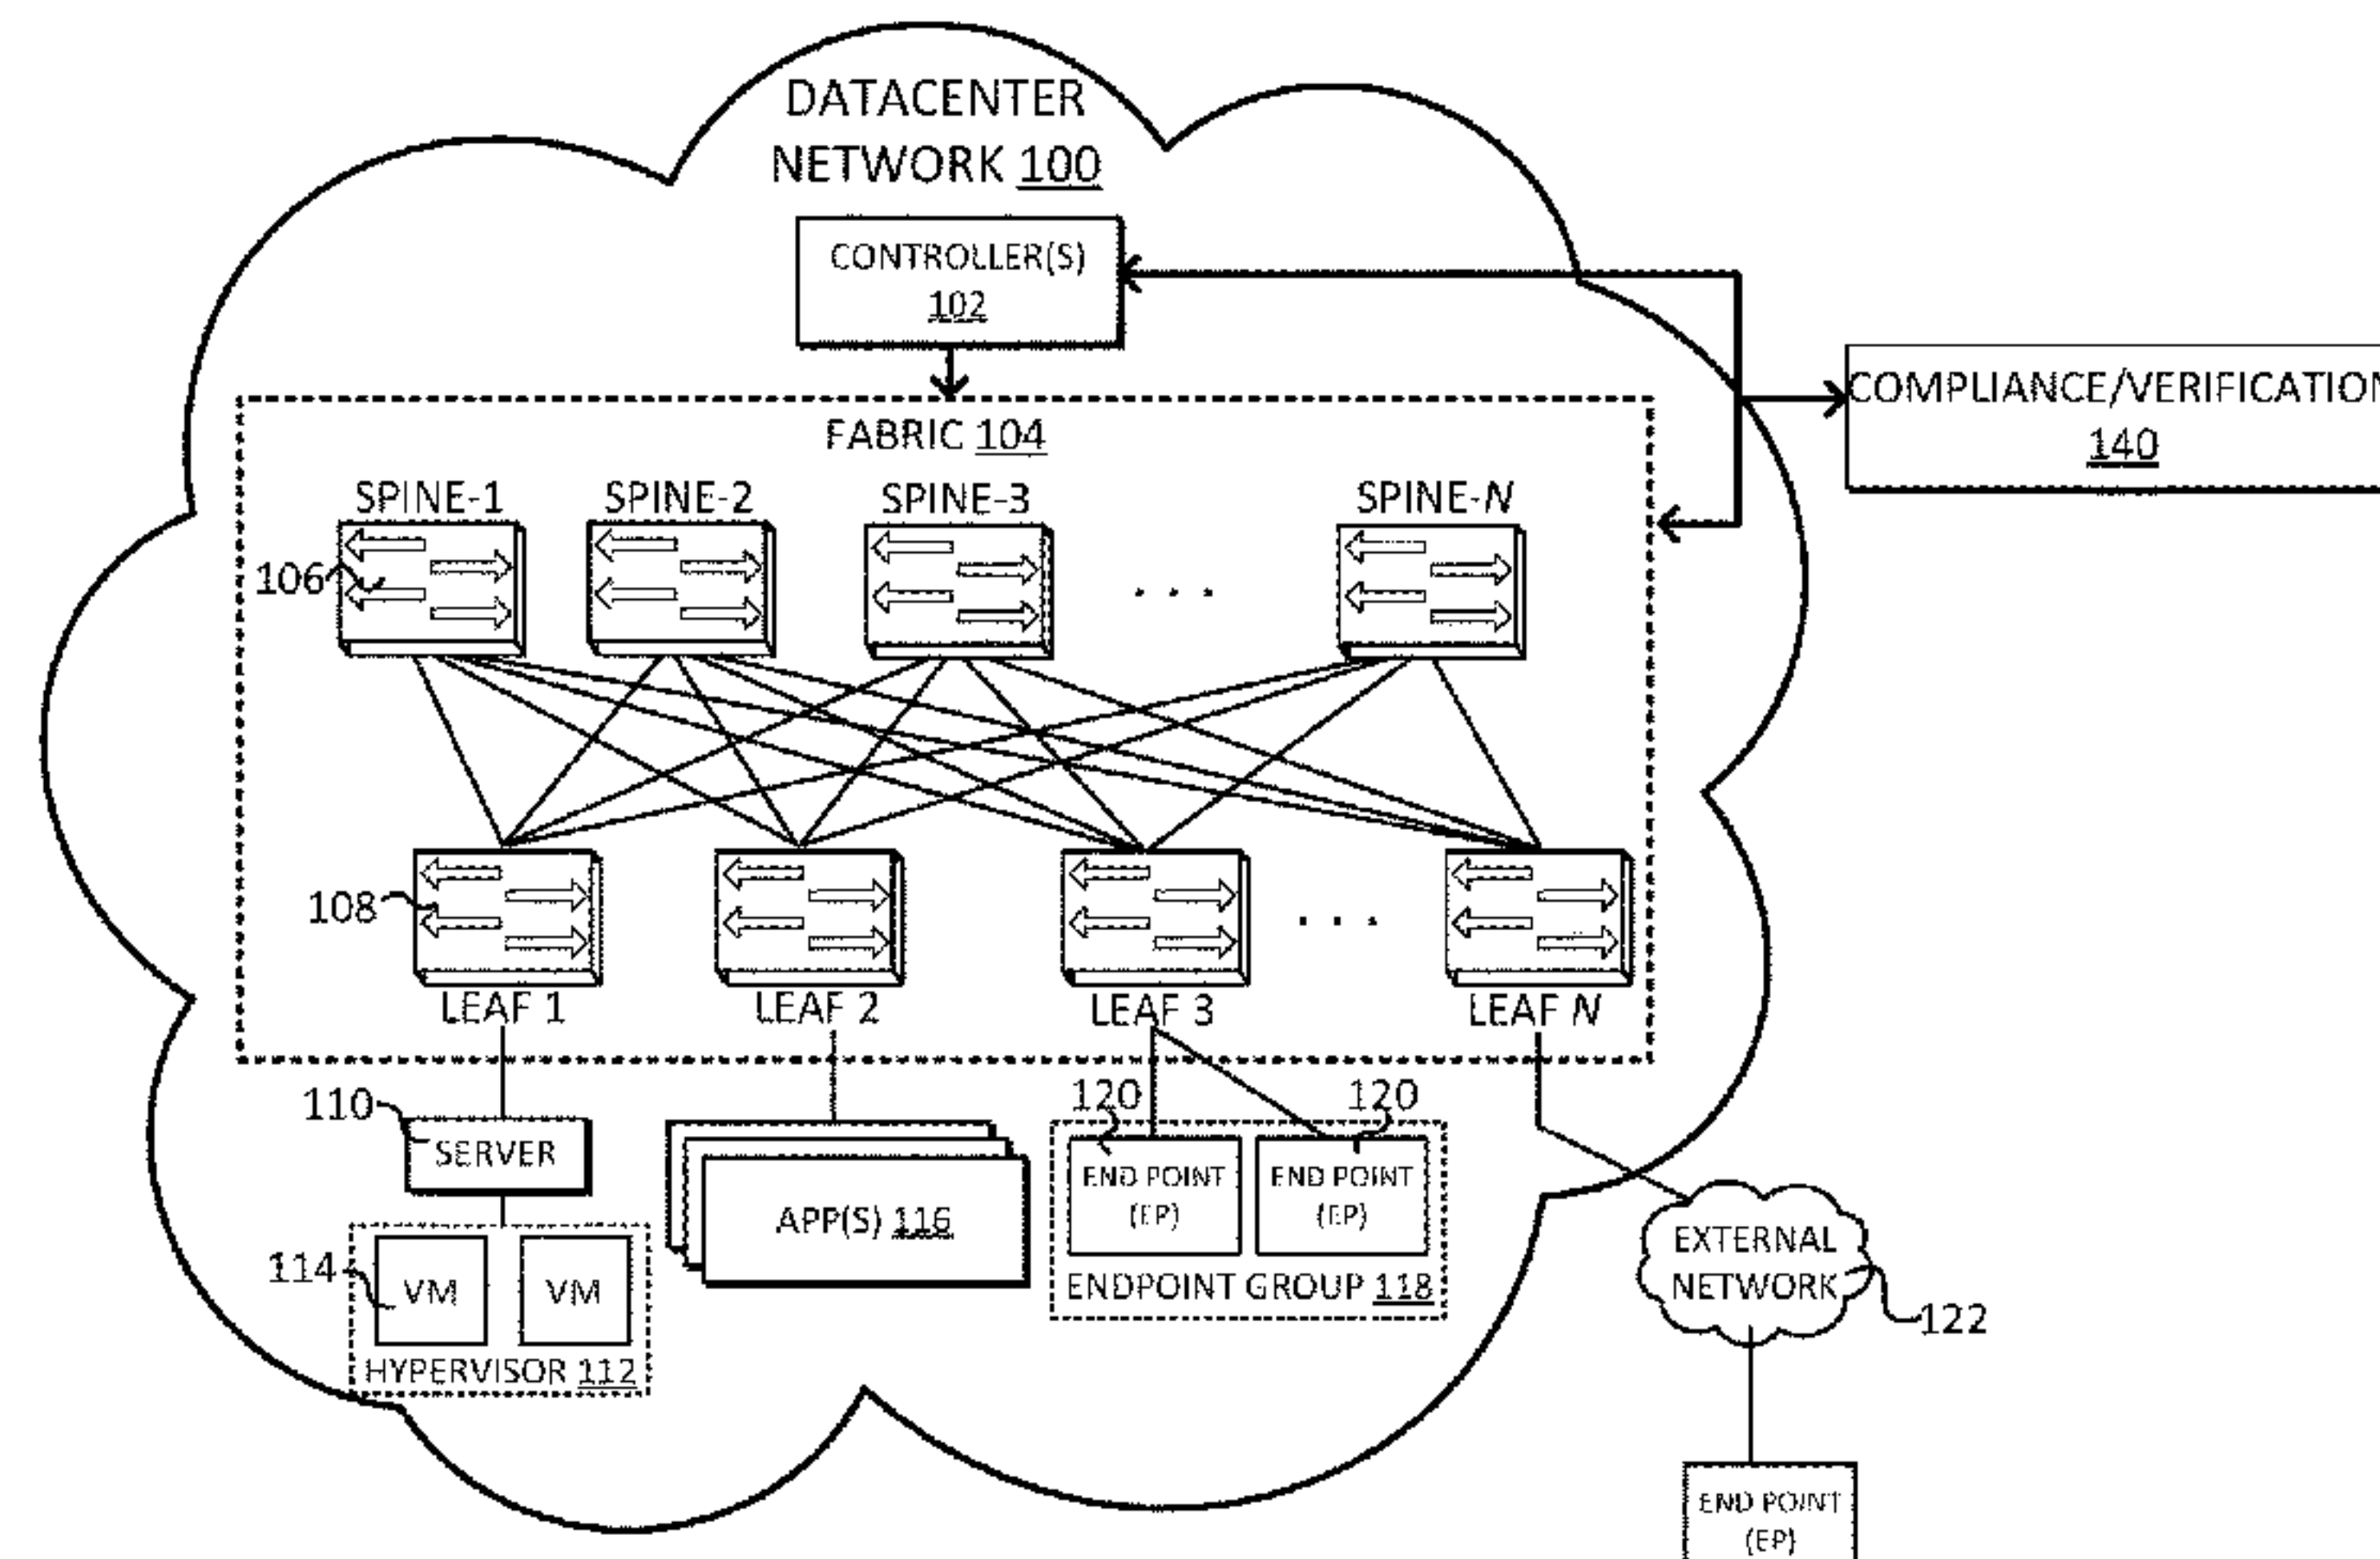 DATACENTER
NETWORK 100
CONTROLLER(S)
102
COMPLIANCE/VERIFICATION
140
FABRIC 104
SPINE-1 SPINE-2 SPINE-3 SPINE-N
106
. . .
108
. . .
LEAF 1 LEAF 2 LEAF 3 LEAF N
110
120 120
SERVER
END POINT
(EP)
END POINT
(EP)
APP(S) 116
114
VM VM
ENDPOINT GROUP 118
HYPERVISOR 112
EXTERNAL
NETWORK
122
END POINT
(EP)